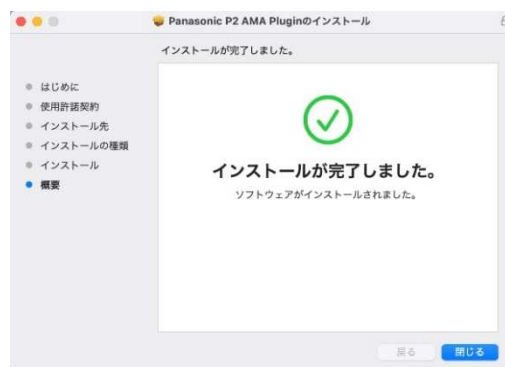 Panasonic P2 AMA Pluginのインストール
インストールが完了しました。
はじめに
使用許諾契約
インストール先
インストールの種類
インストール
概要
インストールが完了しました。
ソフトウェアがインストールされました。
戻る
閉じる